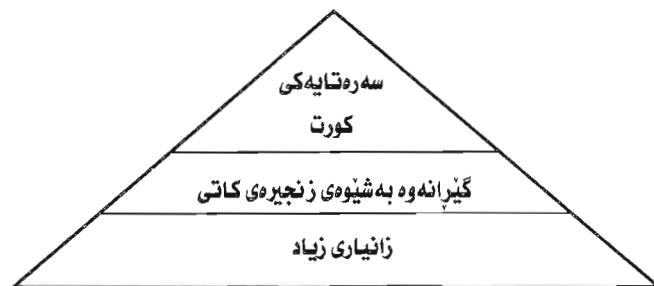 سەرەتایەکی
کورت
گێڕانەوە بەشێوەی زنجیرەی کاتی
زانیاری زیاد